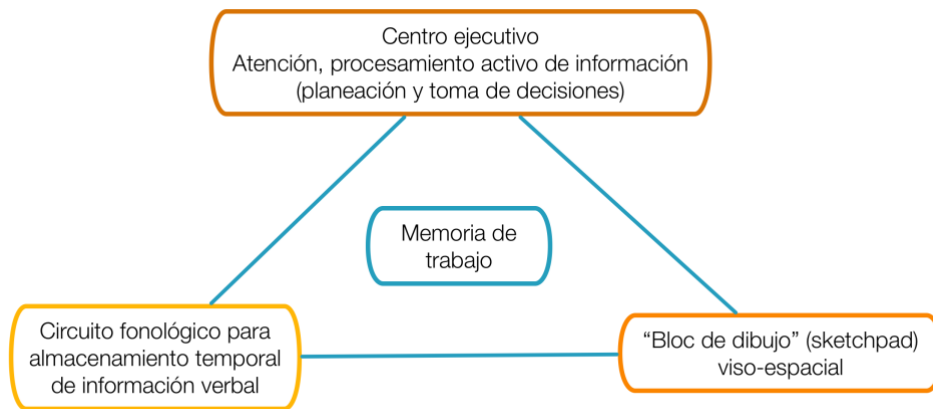 Centro ejecutivo
Atención, procesamiento activo de información
(planeación y toma de decisiones)
Memoria de
trabajo
Circuito fonológico para
almacenamiento temporal
de información verbal
“Bloc de dibujo” (sketchpad)
viso-espacial